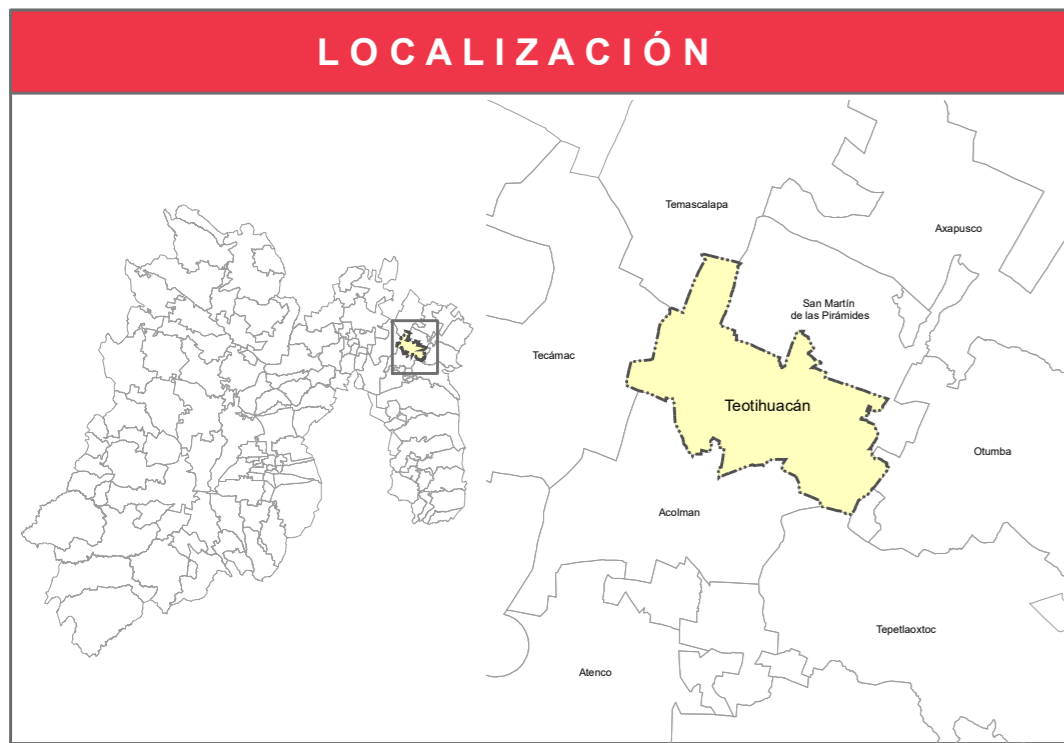 LOCALIZACIÓN
Temascalapa
Axapusco
San Martín
de las Pirámides
Tecámac
Teotihuacán
Otumba
Acolman
Tepetlaoxtoc
Atenco